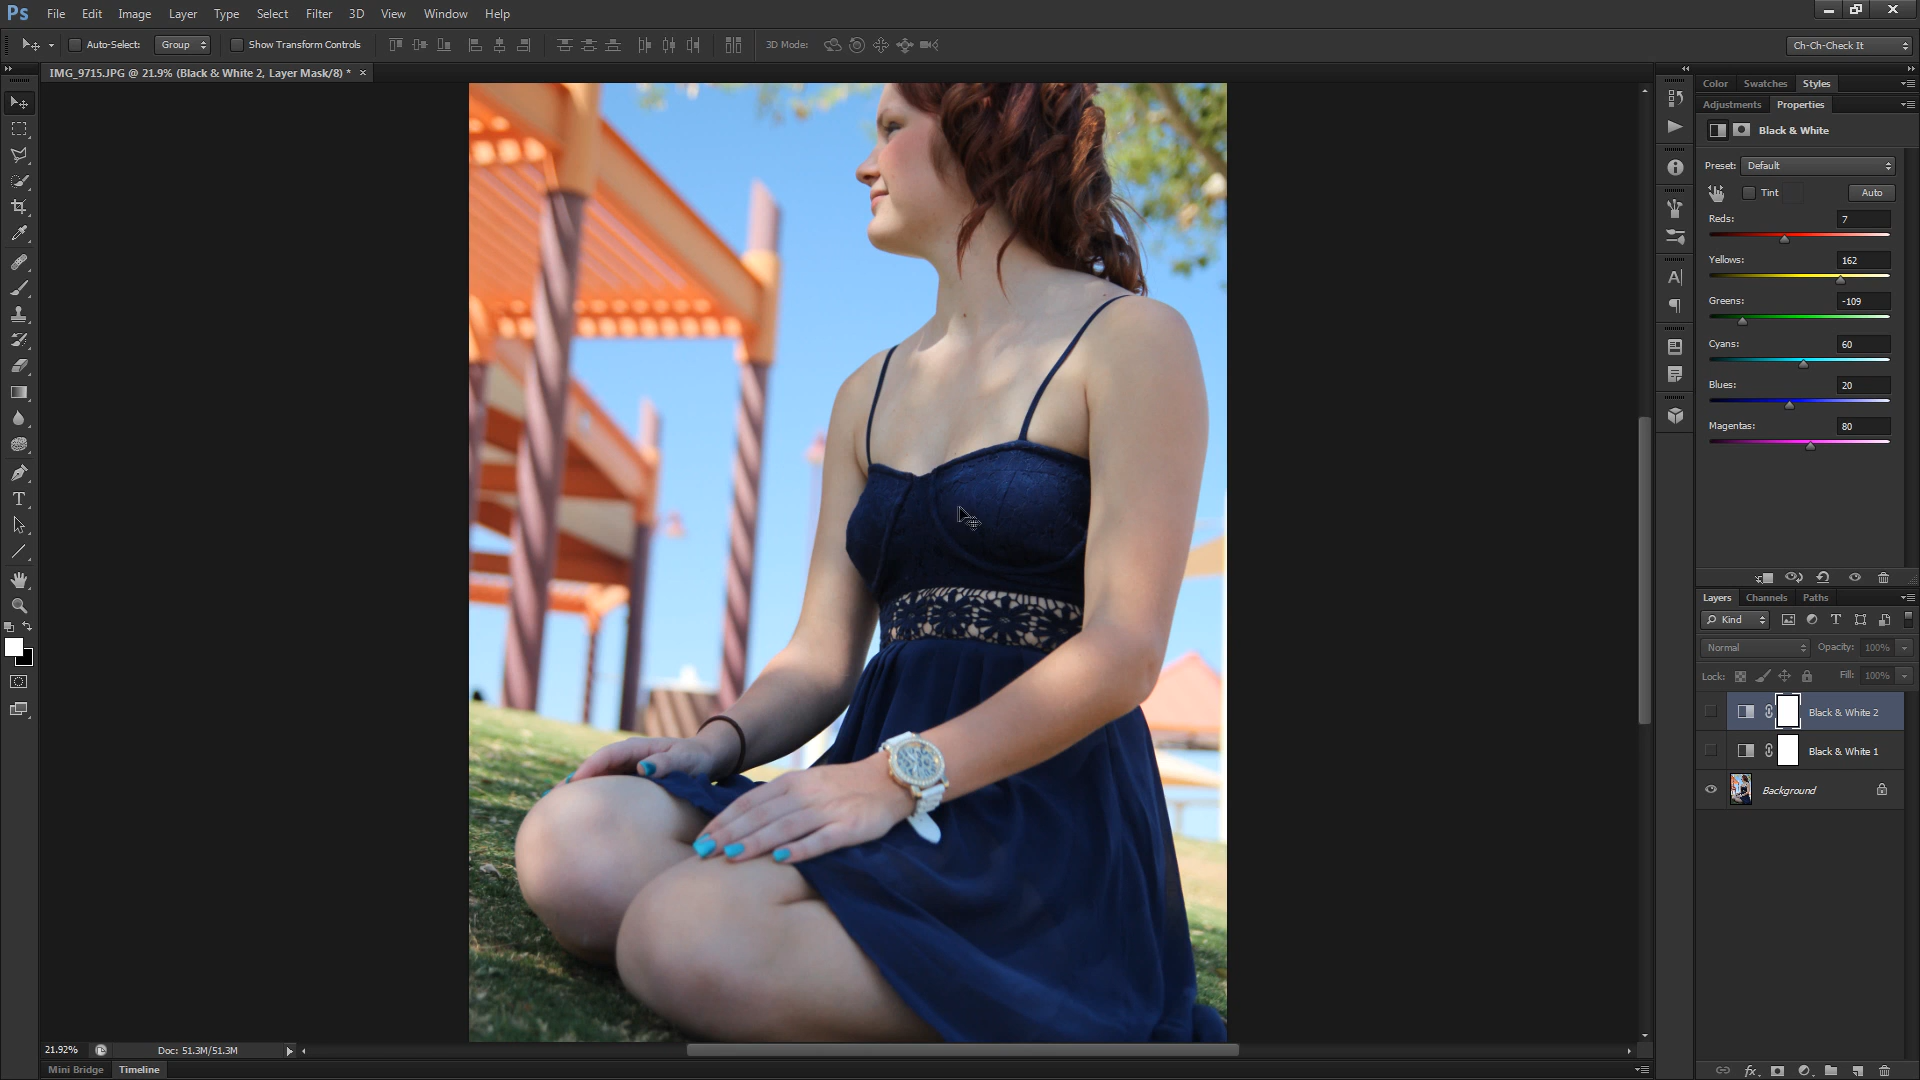 Ps File Edit Image Layer Type Select Filter 3D View Window Help
Auto-Select: Group Show Transform Controls 3D Mode: Ch-Ch-Check It
IMG_9715.JPG @ 21.9% (Black & White 2, Layer Mask/8) * ×
Color Swatches Styles
Adjustments Properties
Black & White
Preset: Default
Tint Auto
Reds: 7
Yellows: 162
Greens: -109
Cyans: 60
Blues: 20
Magentas: 80
Layers Channels Paths
Kind
Normal Opacity: 100%
Lock: Fill: 100%
Black & White 2
Black & White 1
Background
21.92% Doc: 51.3M/51.3M
Mini Bridge Timeline
fx